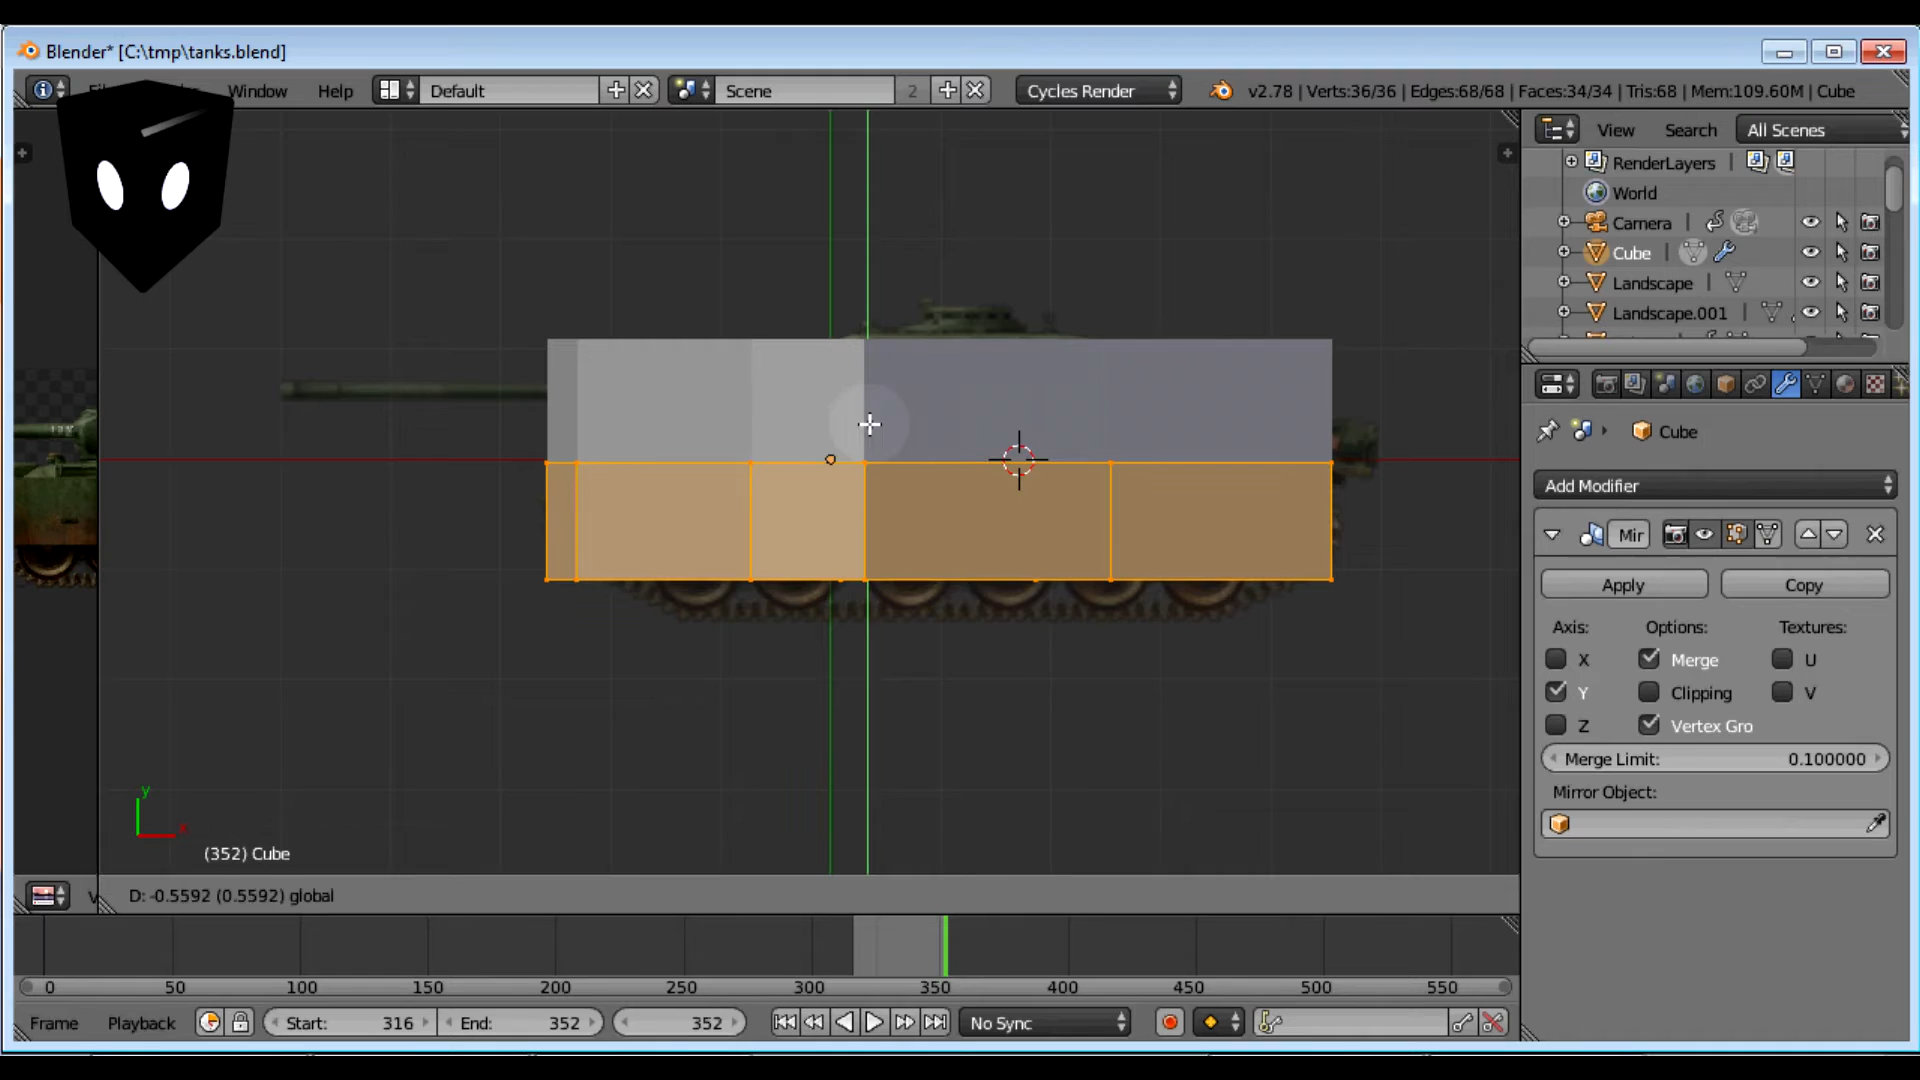 Blender* [C:\tmp\tanks.blend]
Window Help Default Scene 2 Cycles Render v2.78 | Verts:36/36 | Edges:68/68 | Faces:34/34 | Tris:68 | Mem:109.60M | Cube
View Search All Scenes
RenderLayers |
World
Camera |
Cube |
Landscape |
Landscape.001 |
Cube
Add Modifier
Mir
Apply Copy
Axis: Options: Textures:
X Merge U
Y Clipping V
Z Vertex Gro
Merge Limit: 0.100000
Mirror Object:
y
x
(352) Cube
D: -0.5592 (0.5592) global
0 50 100 150 200 250 300 350 400 450 500 550
Frame Playback Start: 316 End: 352 352 No Sync